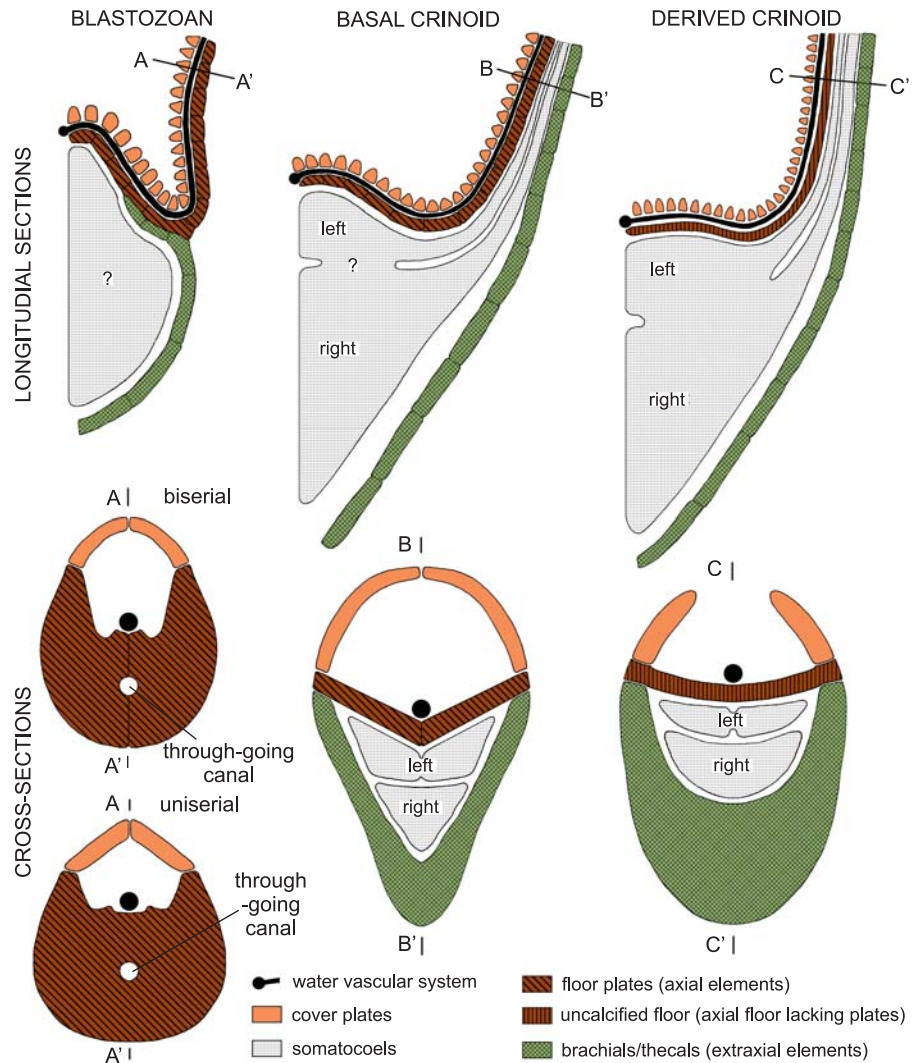 BLASTOZOAN
BASAL CRINOID
DERIVED CRINOID
LONGITUDIAL SECTIONS
A
A'
B
B'
C
C'
?
left
?
right
left
right
CROSS-SECTIONS
A
biserial
through-going
canal
A'
A
uniserial
through
-going
canal
A'
B
left
right
B'
C
left
right
C'
water vascular system
cover plates
somatocoels
floor plates (axial elements)
uncalcified floor (axial floor lacking plates)
brachials/thecals (extraxial elements)